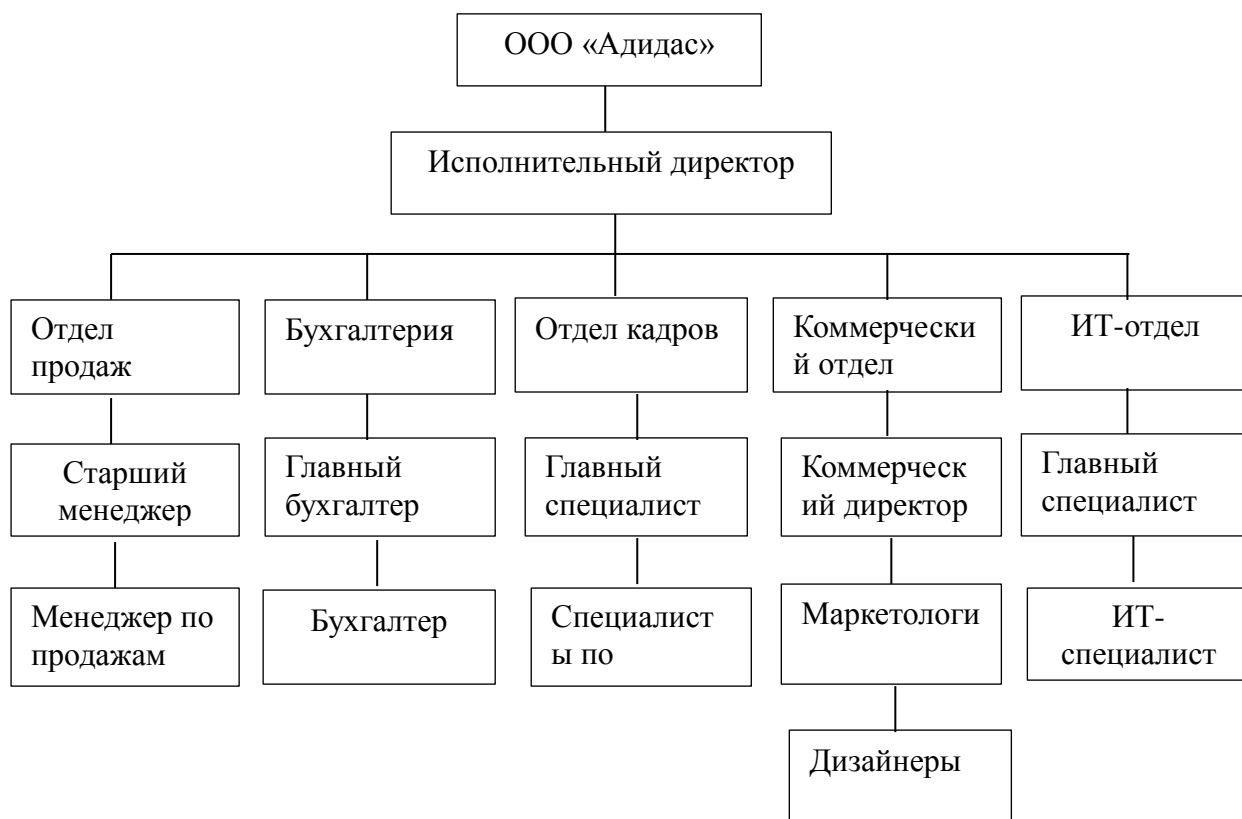 ООО «Адидас»
Исполнительный директор
Отдел
продаж
Бухгалтерия
Отдел кадров
Коммерчески
й отдел
ИТ-отдел
Старший
менеджер
Главный
бухгалтер
Главный
специалист
Коммерческ
ий директор
Главный
специалист
Менеджер по
продажам
Бухгалтер
Специалист
ы по
Маркетологи
ИТ-
специалист
Дизайнеры